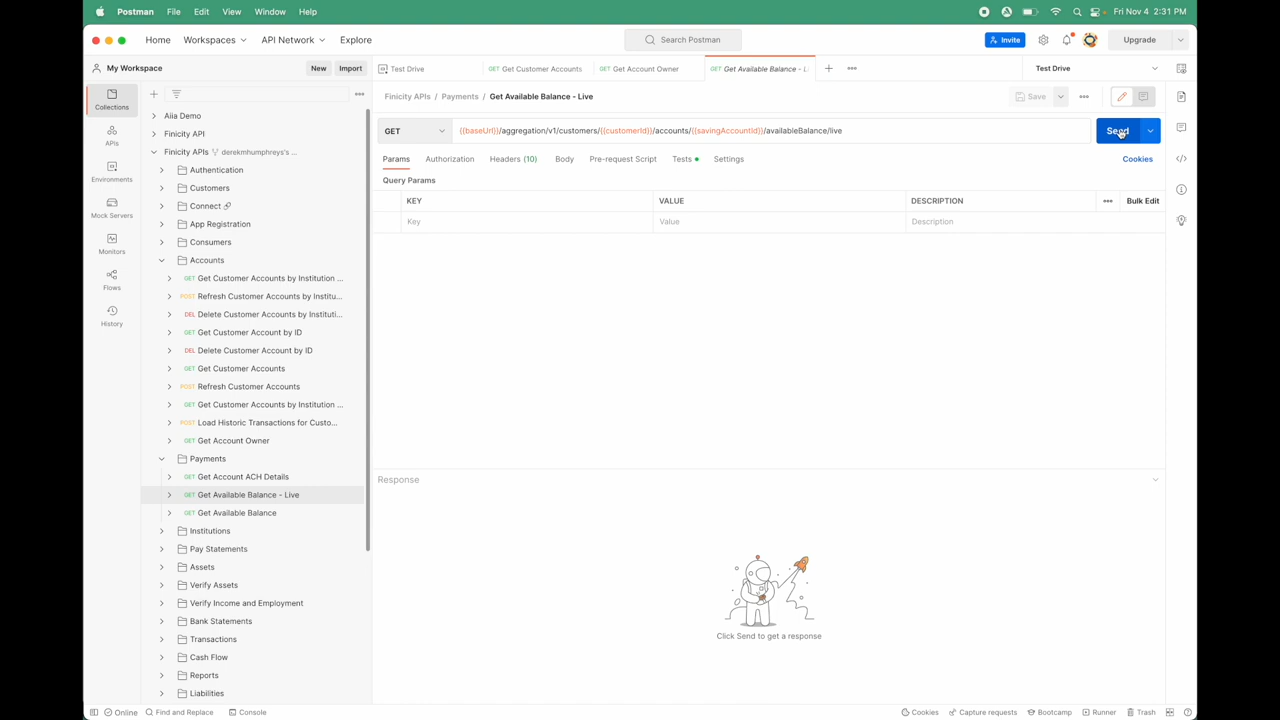 Postman File Edit View Window Help Fri Nov 4 2:31 PM
Home Workspaces API Network Explore Search Postman Invite Upgrade
My Workspace New Import Test Drive GET Get Customer Accounts GET Get Account Owner GET Get Available Balance - L Test Drive
Collections
APIs
Environments
Mock Servers
Monitors
Flows
History
Aiia Demo
Finicity API
Finicity APIs derekmhumphreys's ...
Authentication
Customers
Connect
App Registration
Consumers
Accounts
GET Get Customer Accounts by Institution ...
POST Refresh Customer Accounts by Institu...
DEL Delete Customer Accounts by Instituti...
GET Get Customer Account by ID
DEL Delete Customer Account by ID
GET Get Customer Accounts
POST Refresh Customer Accounts
GET Get Customer Accounts by Institution ...
POST Load Historic Transactions for Custo...
GET Get Account Owner
Payments
GET Get Account ACH Details
GET Get Available Balance - Live
GET Get Available Balance
Institutions
Pay Statements
Assets
Verify Assets
Verify Income and Employment
Bank Statements
Transactions
Cash Flow
Reports
Liabilities
Finicity APIs / Payments / Get Available Balance - Live Save
GET {{baseUrl}}/aggregation/v1/customers/{{customerId}}/accounts/{{savingAccountId}}/availableBalance/live Send
Params Authorization Headers (10) Body Pre-request Script Tests Settings Cookies
Query Params
KEY VALUE DESCRIPTION Bulk Edit
Key Value Description
Response
Click Send to get a response
Online Find and Replace Console Cookies Capture requests Bootcamp Runner Trash